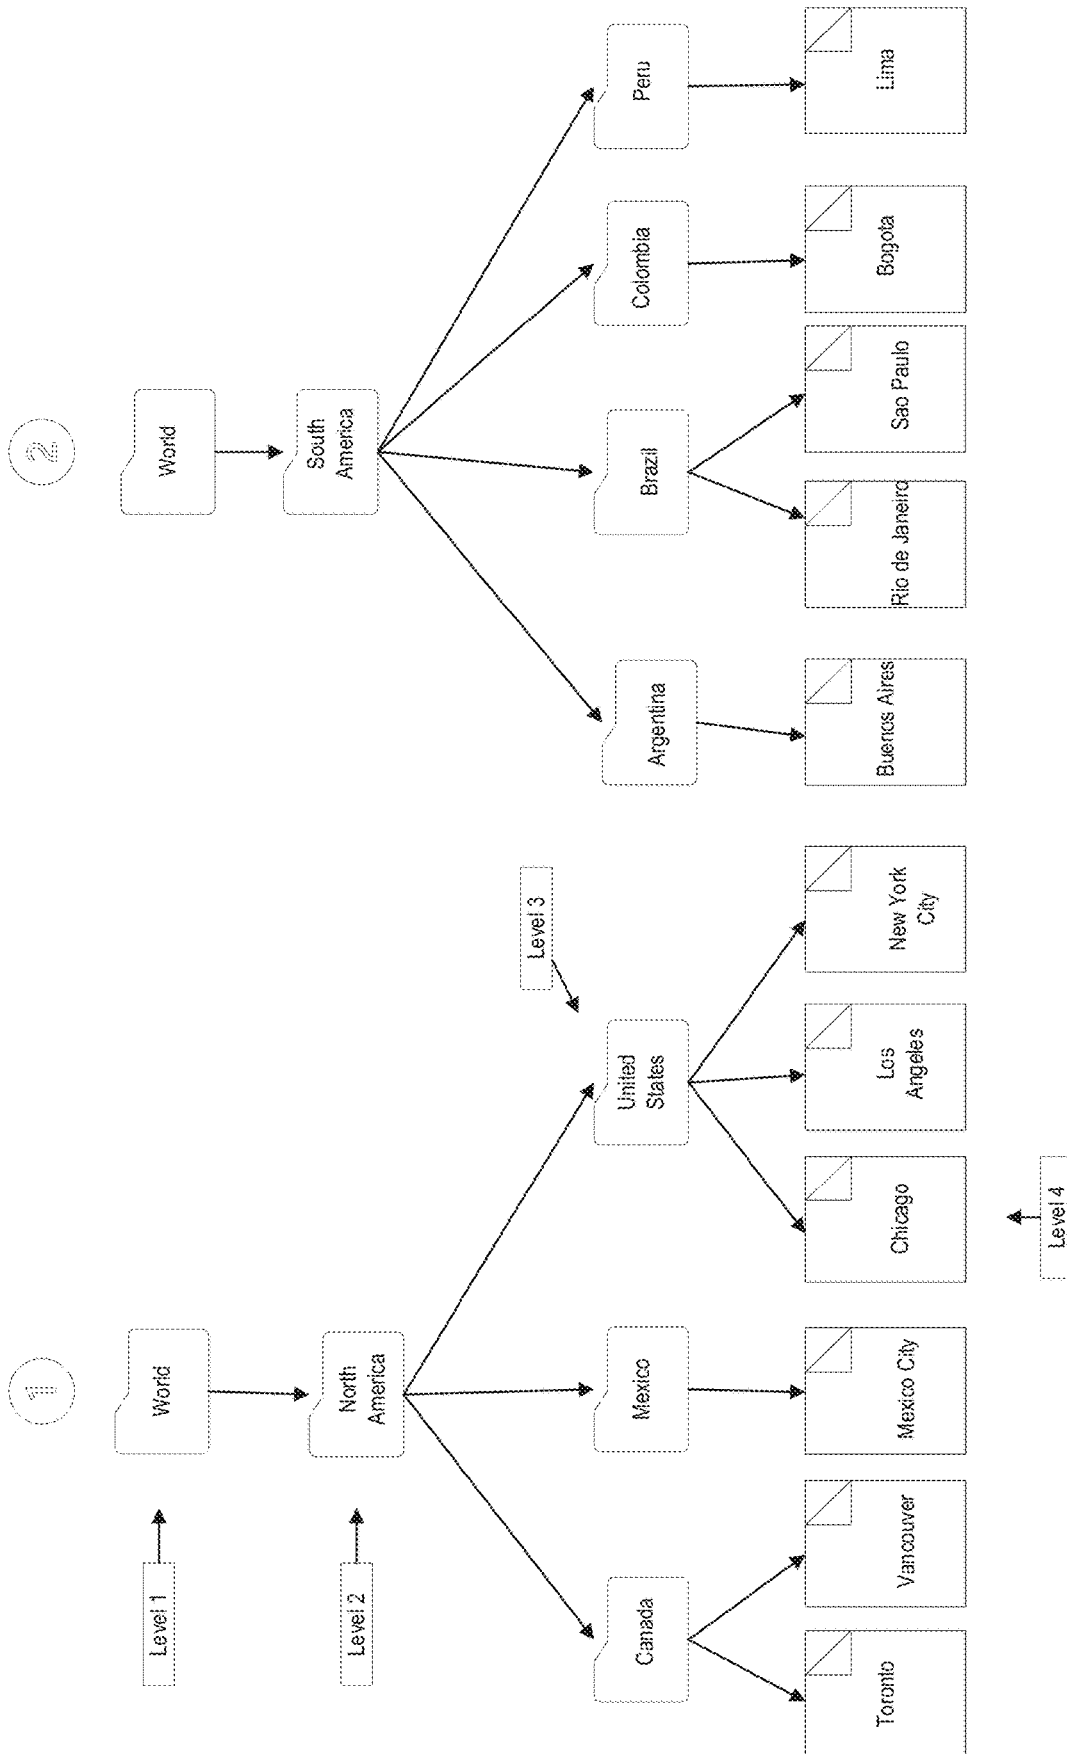 1
2
Level 1
World
World
Level 2
North
America
South
America
Level 3
Canada
Mexico
United
States
Argentina
Brazil
Colombia
Peru
Toronto
Vancouver
Mexico City
Chicago
Los
Angeles
New York
City
Buenos Aires
Rio de Janeiro
Sao Paulo
Bogota
Lima
Level 4